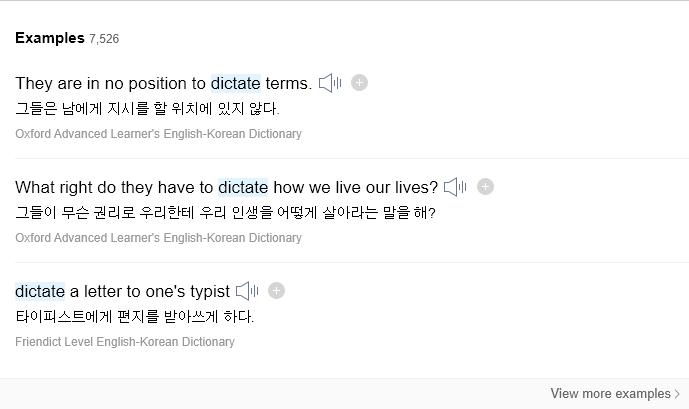 Examples 7,526
They are in no position to dictate terms.
그들은 남에게 지시를 할 위치에 있지 않다.
Oxford Advanced Learner's English-Korean Dictionary
What right do they have to dictate how we live our lives?
그들이 무슨 권리로 우리한테 우리 인생을 어떻게 살아라는 말을 해?
Oxford Advanced Learner's English-Korean Dictionary
dictate a letter to one's typist
타이피스트에게 편지를 받아쓰게 하다.
Friendict Level English-Korean Dictionary
View more examples